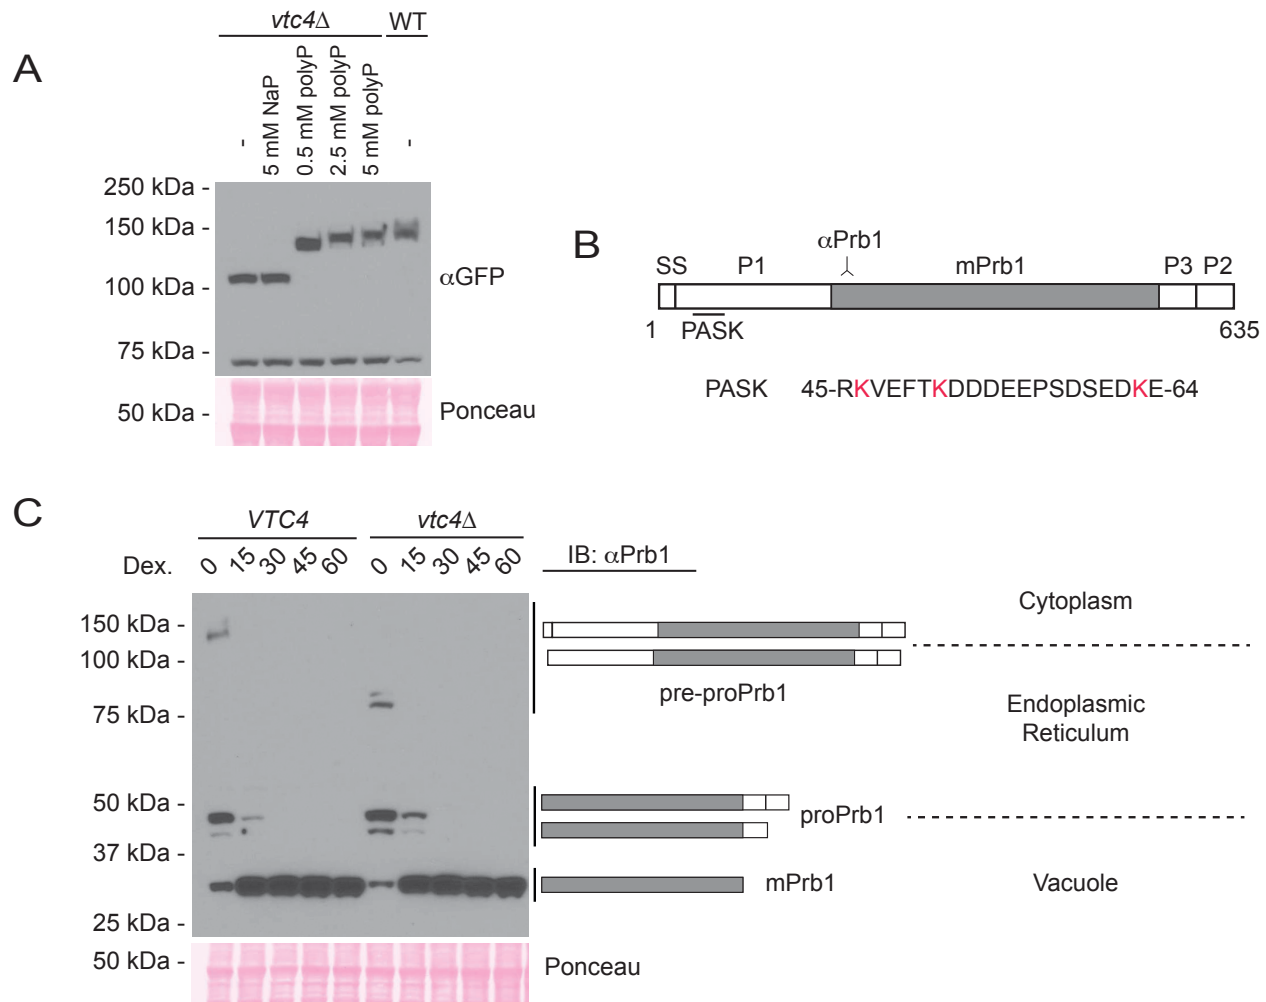 A
vtc4Δ WT
-
5 mM NaP
0.5 mM polyP
2.5 mM polyP
5 mM polyP
-
250 kDa -
150 kDa -
100 kDa -
75 kDa -
50 kDa -
αGFP
Ponceau
B
αPrb1
SS P1 mPrb1 P3 P2
1 PASK 635
PASK 45-RKVEFTKDDDEEPSDSEDKE-64
C
VTC4 vtc4Δ
Dex. 0 15 30 45 60 0 15 30 45 60
IB: αPrb1
150 kDa -
100 kDa -
75 kDa -
50 kDa -
37 kDa -
25 kDa -
50 kDa -
Ponceau
pre-proPrb1
proPrb1
mPrb1
Cytoplasm
Endoplasmic
Reticulum
Vacuole